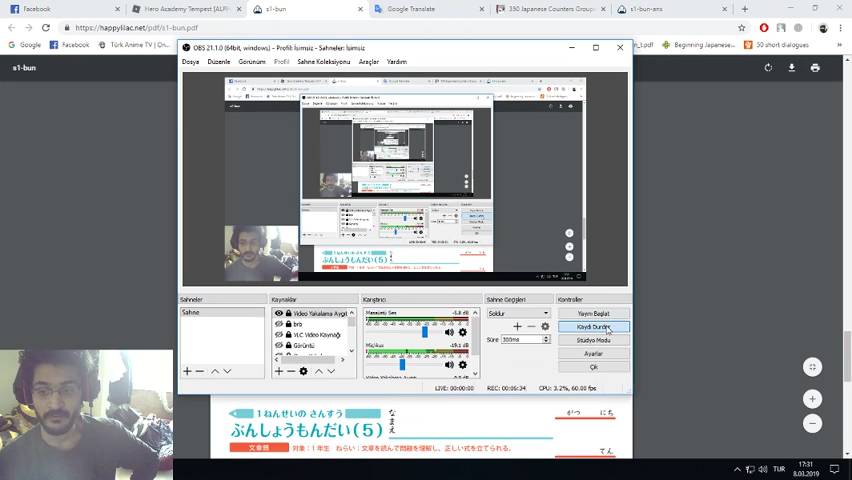 Facebook
Hero Academy Tempest [ALPH
s1-bun
Google Translate
350 Japanese Counters Group
s1-bun-ans
https://happylilac.net/pdf/s1-bun.pdf
Google
Facebook
Türk Anime TV | On
Beginning Japanese
50 short dialogues
s1-bun
OBS 21.1.0 (64bit, windows) - Profil: İsimsiz - Sahneler: İsimsiz
Dosya Düzenle Görünüm Profil Sahne Koleksiyonu Araçlar Yardım
Sahneler
Kaynaklar
Karıştırıcı
Sahne Geçişleri
Kontroller
Sahne
Video Yakalama Aygıt
brb
VLC Video Kaynağı
Görüntü
Masaüstü Ses
-5.8 dB
Mic/Aux
-19.1 dB
Soldur
Süre 300ms
Yayını Başlat
Kaydı Durdur
Stüdyo Modu
Ayarlar
Çık
LIVE: 00:00:00
REC: 00:06:34
CPU: 3.2%, 60.00 fps
1ねんせいの さんすう
ぶんしょうもんだい(5)
なまえ
がつ にち
文章題
対象:1年生 ねらい:文章を読んで問題を理解し、正しい式を立てられる。
てん
TUR
17:31
8.03.2019